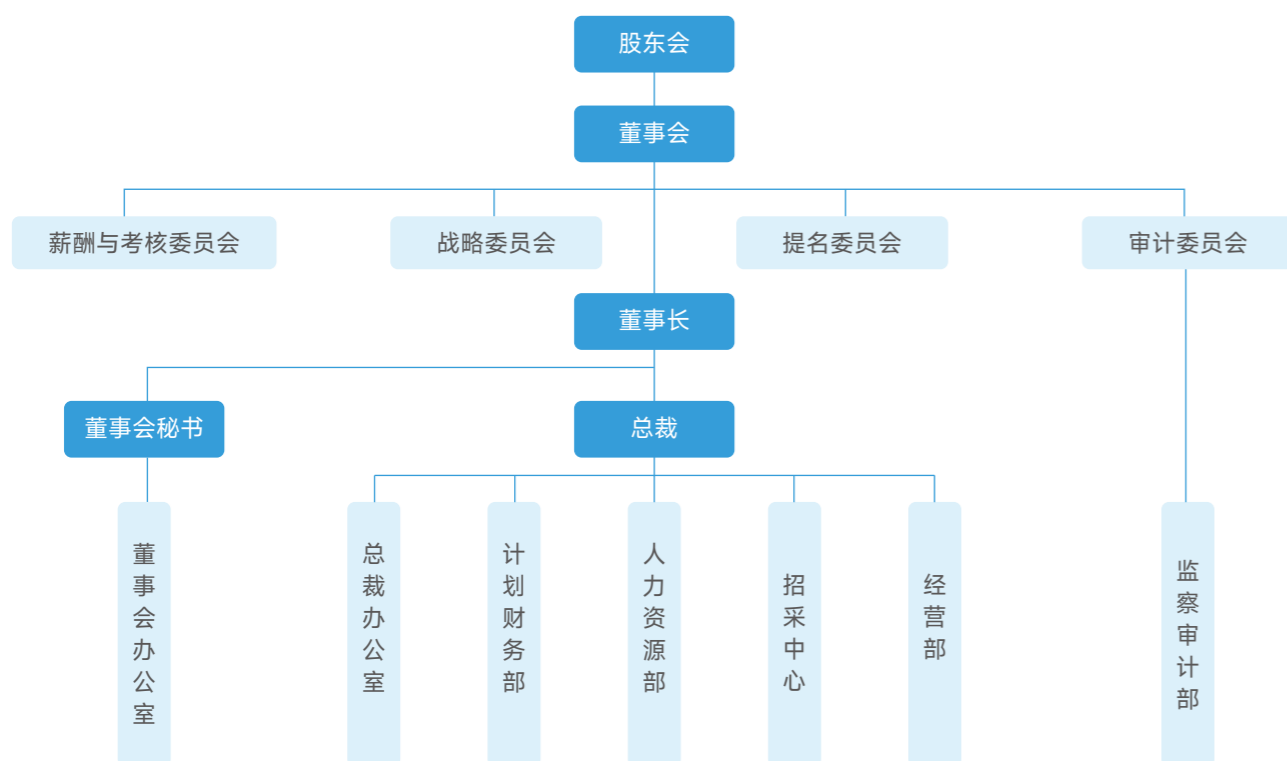 股东会
董事会
薪酬与考核委员会
战略委员会
提名委员会
审计委员会
董事长
董事会秘书
总裁
董事会办公室
总裁办公室
计划财务部
人力资源部
招采中心
经营部
监察审计部